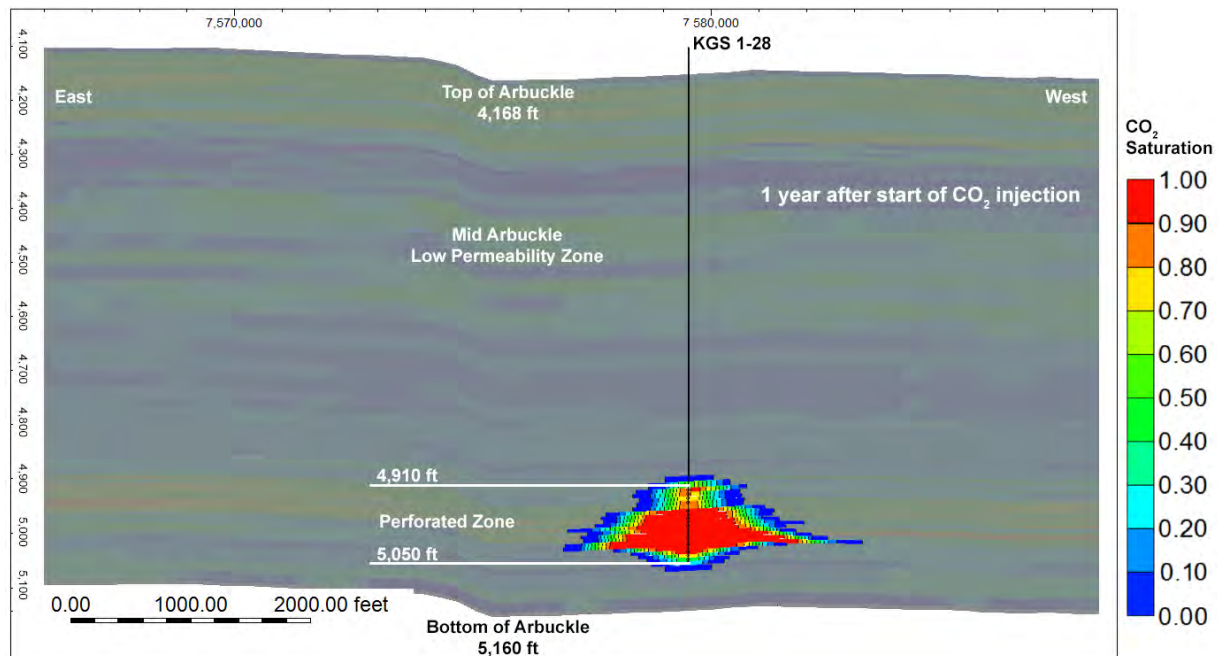 7,570,000
7 580,000
KGS 1-28
4,100
4,200
4,300
4,400
4,500
4,600
4,700
4,800
4,900
5,000
5,100
East
Top of Arbuckle
4,168 ft
West
1 year after start of CO₂ injection
Mid Arbuckle
Low Permeability Zone
4,910 ft
Perforated Zone
5,050 ft
0.00 1000.00 2000.00 feet
Bottom of Arbuckle
5,160 ft
CO₂
Saturation
1.00
0.90
0.80
0.70
0.60
0.50
0.40
0.30
0.20
0.10
0.00